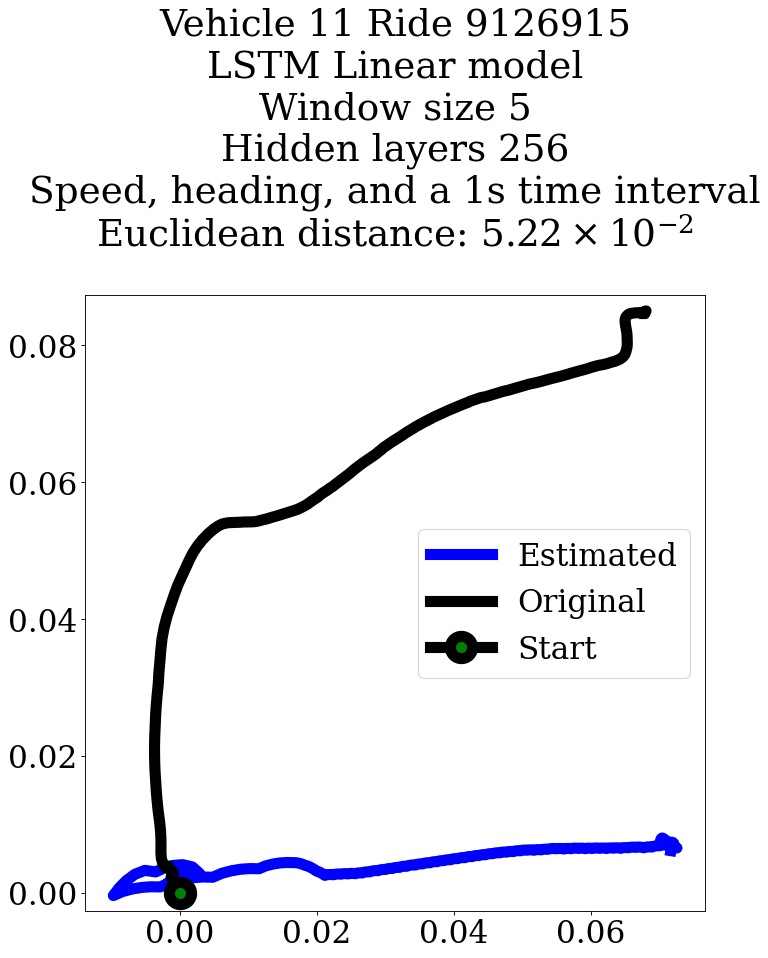 Vehicle 11 Ride 9126915
LSTM Linear model
Window size 5
Hidden layers 256
Speed, heading, and a 1s time interval
Euclidean distance: 5.22 × 10⁻²
0.08
0.06
0.04
0.02
0.00
Estimated
Original
Start
0.00 0.02 0.04 0.06